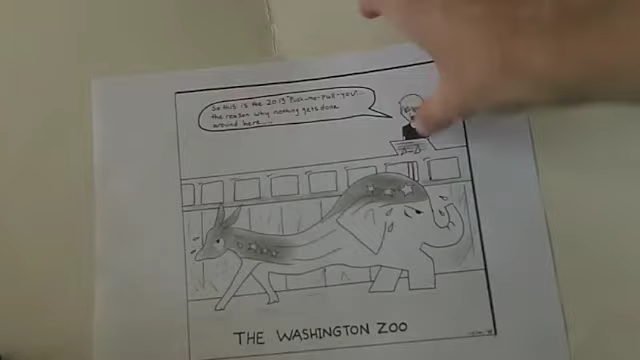 So this is the 2013 "Push-me-Pull-you"...
the reason why nothing gets done
around here...
THE WASHINGTON ZOO